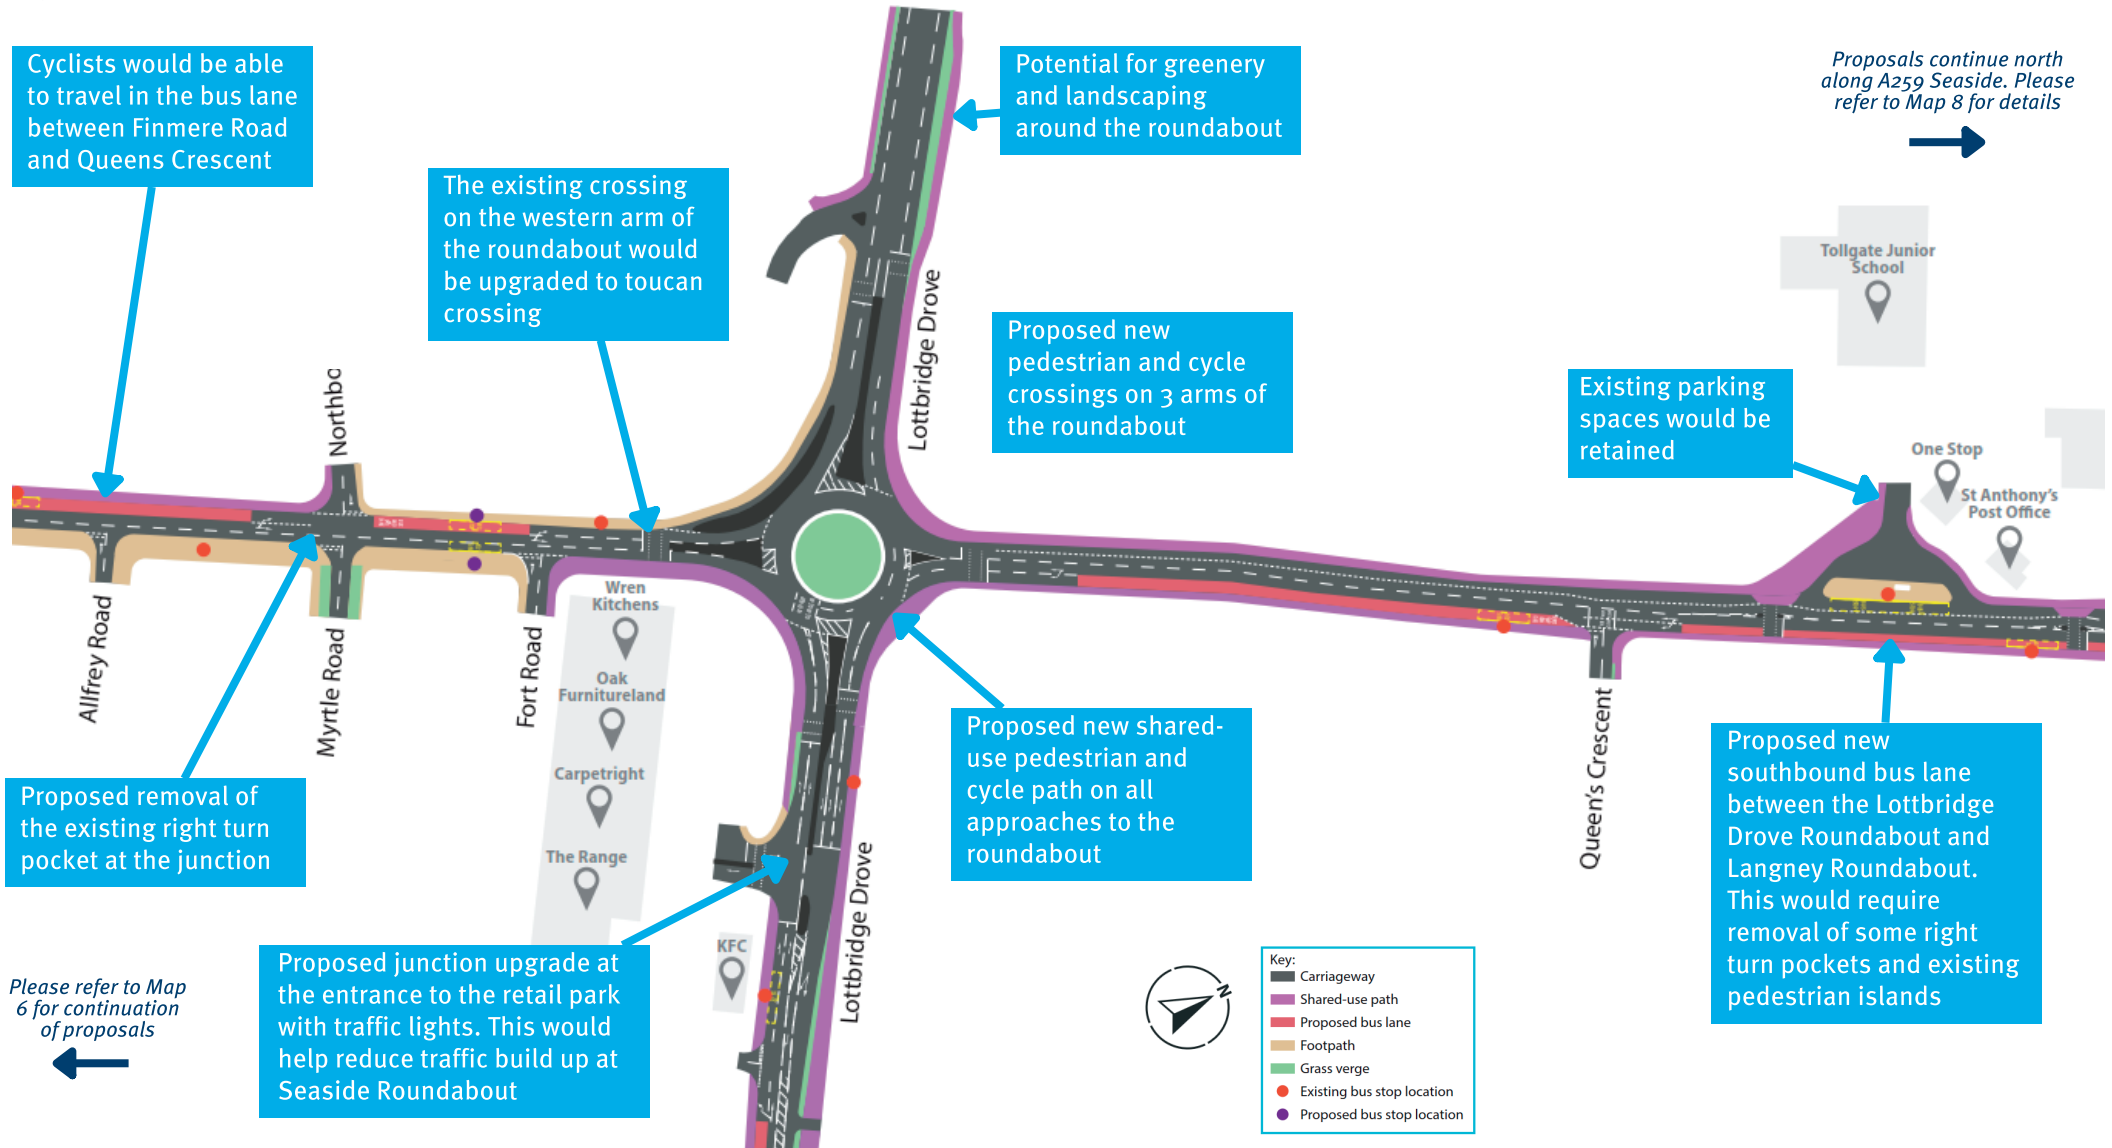 Cyclists would be able
to travel in the bus lane
between Finmere Road
and Queens Crescent
The existing crossing
on the western arm of
the roundabout would
be upgraded to toucan
crossing
Potential for greenery
and landscaping
around the roundabout
Proposals continue north
along A259 Seaside. Please
refer to Map 8 for details
Tollgate Junior
School
Lottbridge Drove
Proposed new
pedestrian and cycle
crossings on 3 arms of
the roundabout
Existing parking
spaces would be
retained
One Stop
St Anthony's
Post Office
Northbo
Allfrey Road
Myrtle Road
Fort Road
Wren
Kitchens
Oak
Furnitureland
Carpetright
The Range
KFC
Lottbridge Drove
Queen's Crescent
Proposed removal of
the existing right turn
pocket at the junction
Proposed new shared-
use pedestrian and
cycle path on all
approaches to the
roundabout
Proposed new
southbound bus lane
between the Lottbridge
Drove Roundabout and
Langney Roundabout.
This would require
removal of some right
turn pockets and existing
pedestrian islands
Proposed junction upgrade at
the entrance to the retail park
with traffic lights. This would
help reduce traffic build up at
Seaside Roundabout
Please refer to Map
6 for continuation
of proposals
N
Key:
Carriageway
Shared-use path
Proposed bus lane
Footpath
Grass verge
Existing bus stop location
Proposed bus stop location